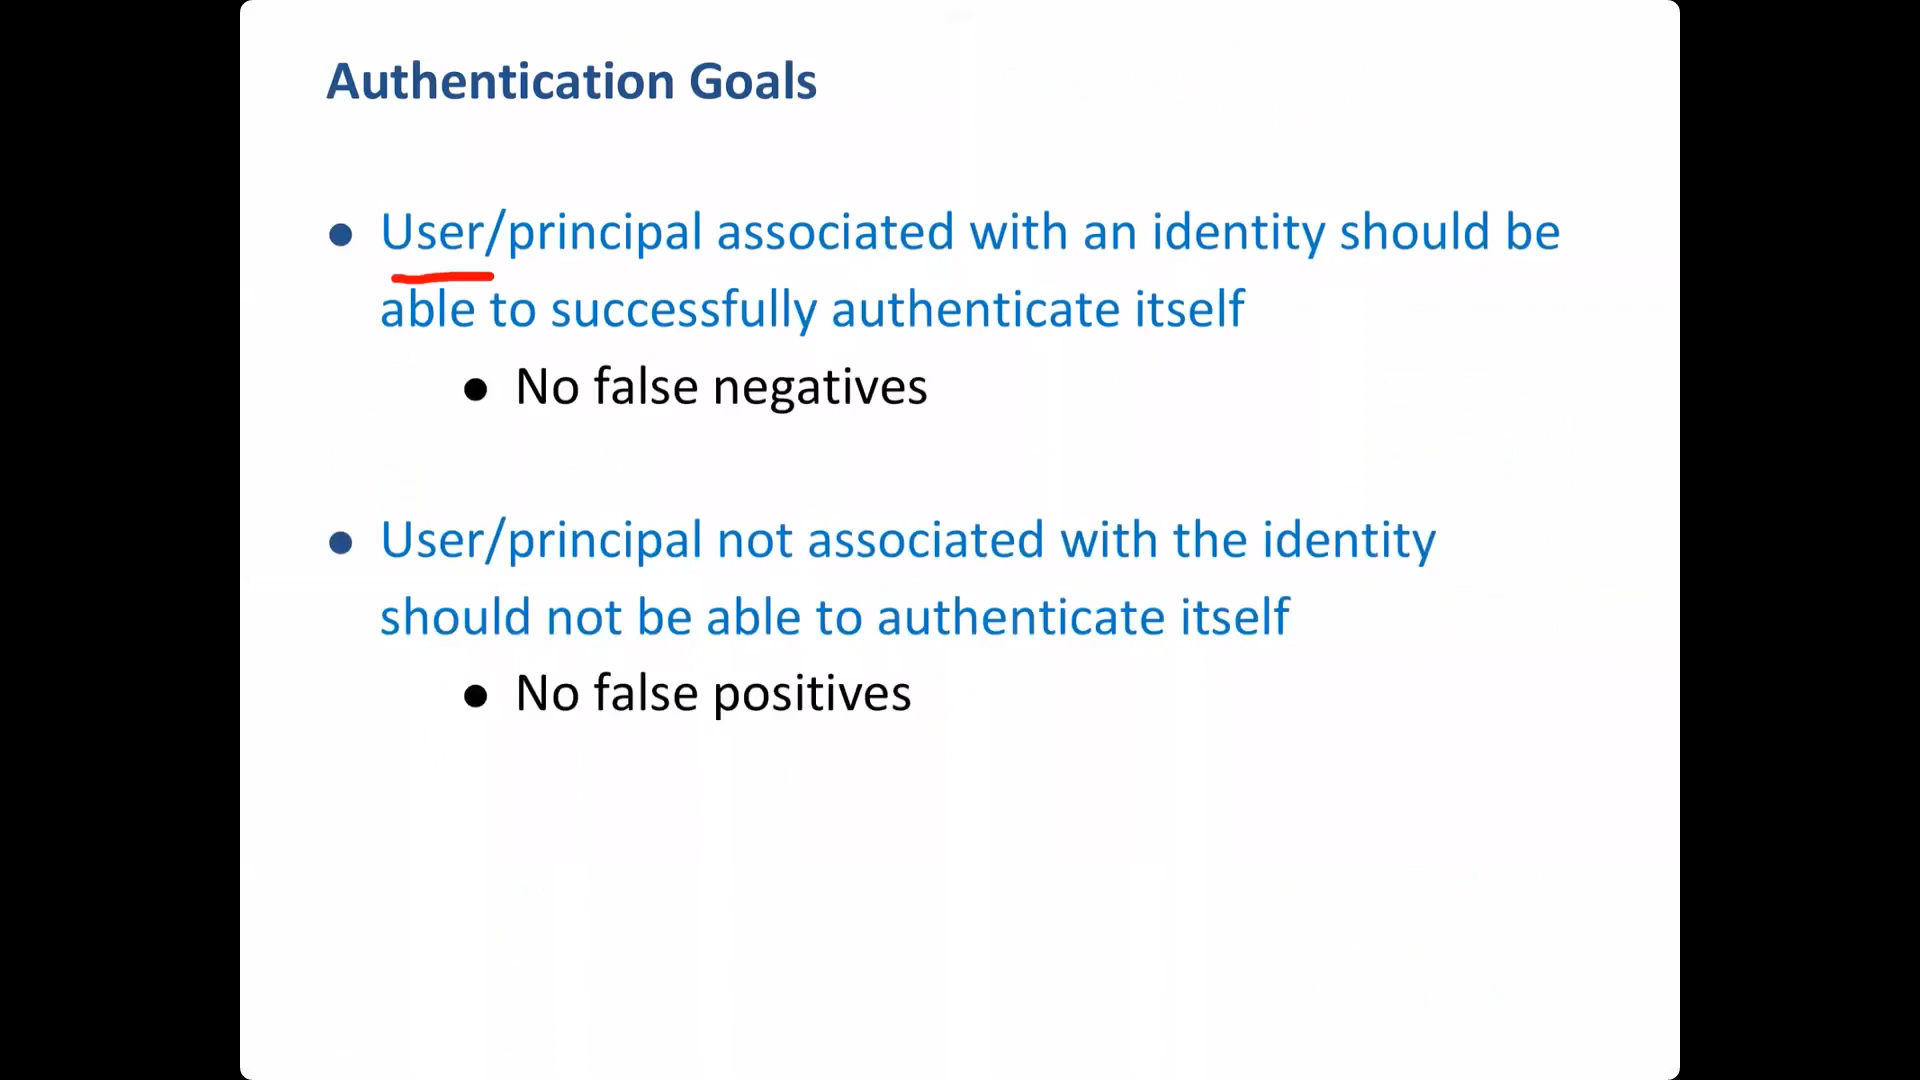 Authentication Goals
● User/principal associated with an identity should be
able to successfully authenticate itself
● No false negatives
● User/principal not associated with the identity
should not be able to authenticate itself
● No false positives